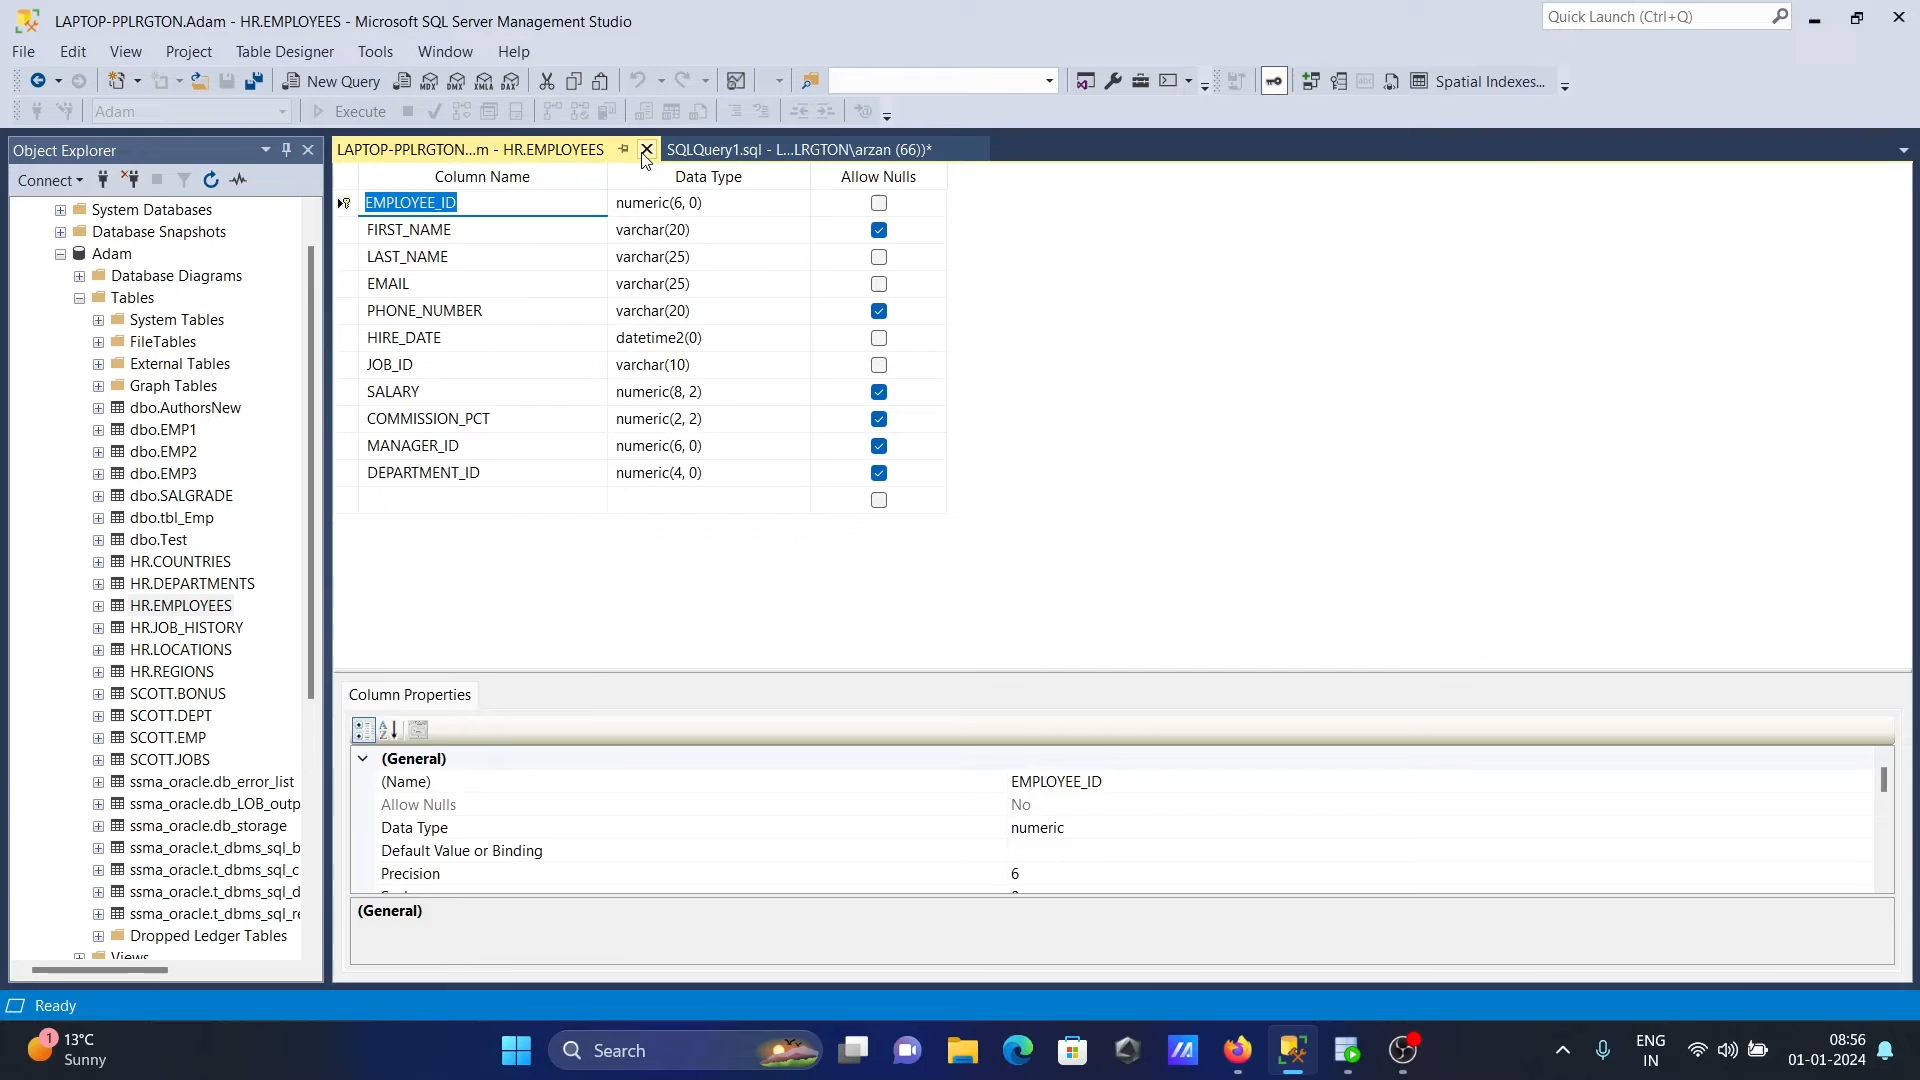 LAPTOP-PPLRGTON.Adam - HR.EMPLOYEES - Microsoft SQL Server Management Studio
Quick Launch (Ctrl+Q)
File Edit View Project Table Designer Tools Window Help
New Query MDX DMX XMLA DAX
Spatial Indexes...
Adam
Execute
Object Explorer
LAPTOP-PPLRGTON...m - HR.EMPLOYEES
SQLQuery1.sql - L...LRGTON\arzan (66))*
Connect
System Databases
Database Snapshots
Adam
Database Diagrams
Tables
System Tables
FileTables
External Tables
Graph Tables
dbo.AuthorsNew
dbo.EMP1
dbo.EMP2
dbo.EMP3
dbo.SALGRADE
dbo.tbl_Emp
dbo.Test
HR.COUNTRIES
HR.DEPARTMENTS
HR.EMPLOYEES
HR.JOB_HISTORY
HR.LOCATIONS
HR.REGIONS
SCOTT.BONUS
SCOTT.DEPT
SCOTT.EMP
SCOTT.JOBS
ssma_oracle.db_error_list
ssma_oracle.db_LOB_outp
ssma_oracle.db_storage
ssma_oracle.t_dbms_sql_b
ssma_oracle.t_dbms_sql_c
ssma_oracle.t_dbms_sql_d
ssma_oracle.t_dbms_sql_re
Dropped Ledger Tables
Views
Column Name Data Type Allow Nulls
EMPLOYEE_ID numeric(6, 0)
FIRST_NAME varchar(20)
LAST_NAME varchar(25)
EMAIL varchar(25)
PHONE_NUMBER varchar(20)
HIRE_DATE datetime2(0)
JOB_ID varchar(10)
SALARY numeric(8, 2)
COMMISSION_PCT numeric(2, 2)
MANAGER_ID numeric(6, 0)
DEPARTMENT_ID numeric(4, 0)
Column Properties
(General)
(Name) EMPLOYEE_ID
Allow Nulls No
Data Type numeric
Default Value or Binding
Precision 6
(General)
Ready
1
13°C
Sunny
Search
ENG
IN
08:56
01-01-2024